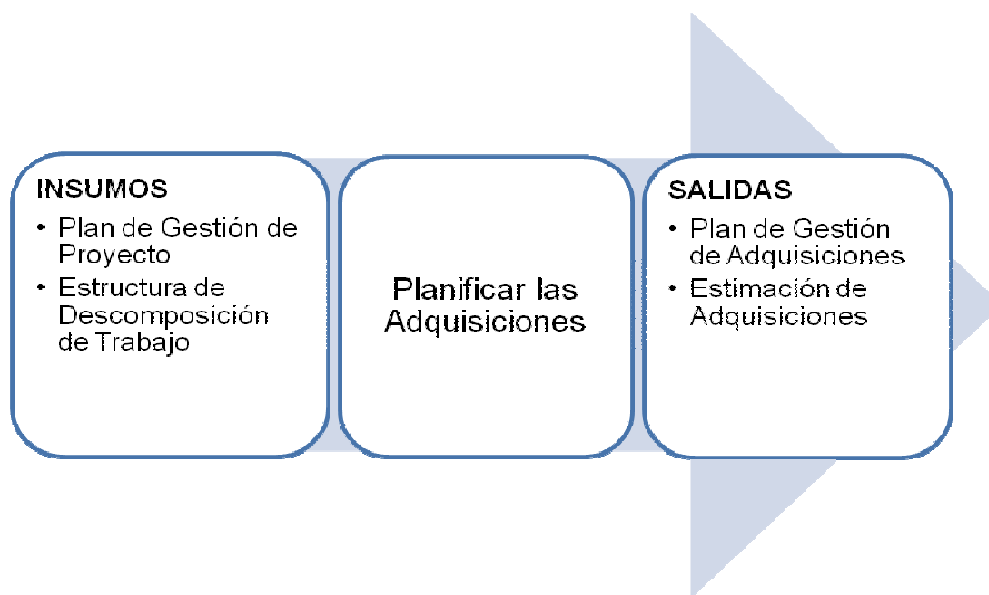 INSUMOS
• Plan de Gestión de
Proyecto
• Estructura de
Descomposición
de Trabajo
Planificar las
Adquisiciones
SALIDAS
• Plan de Gestión
de Adquisiciones
• Estimación de
Adquisiciones